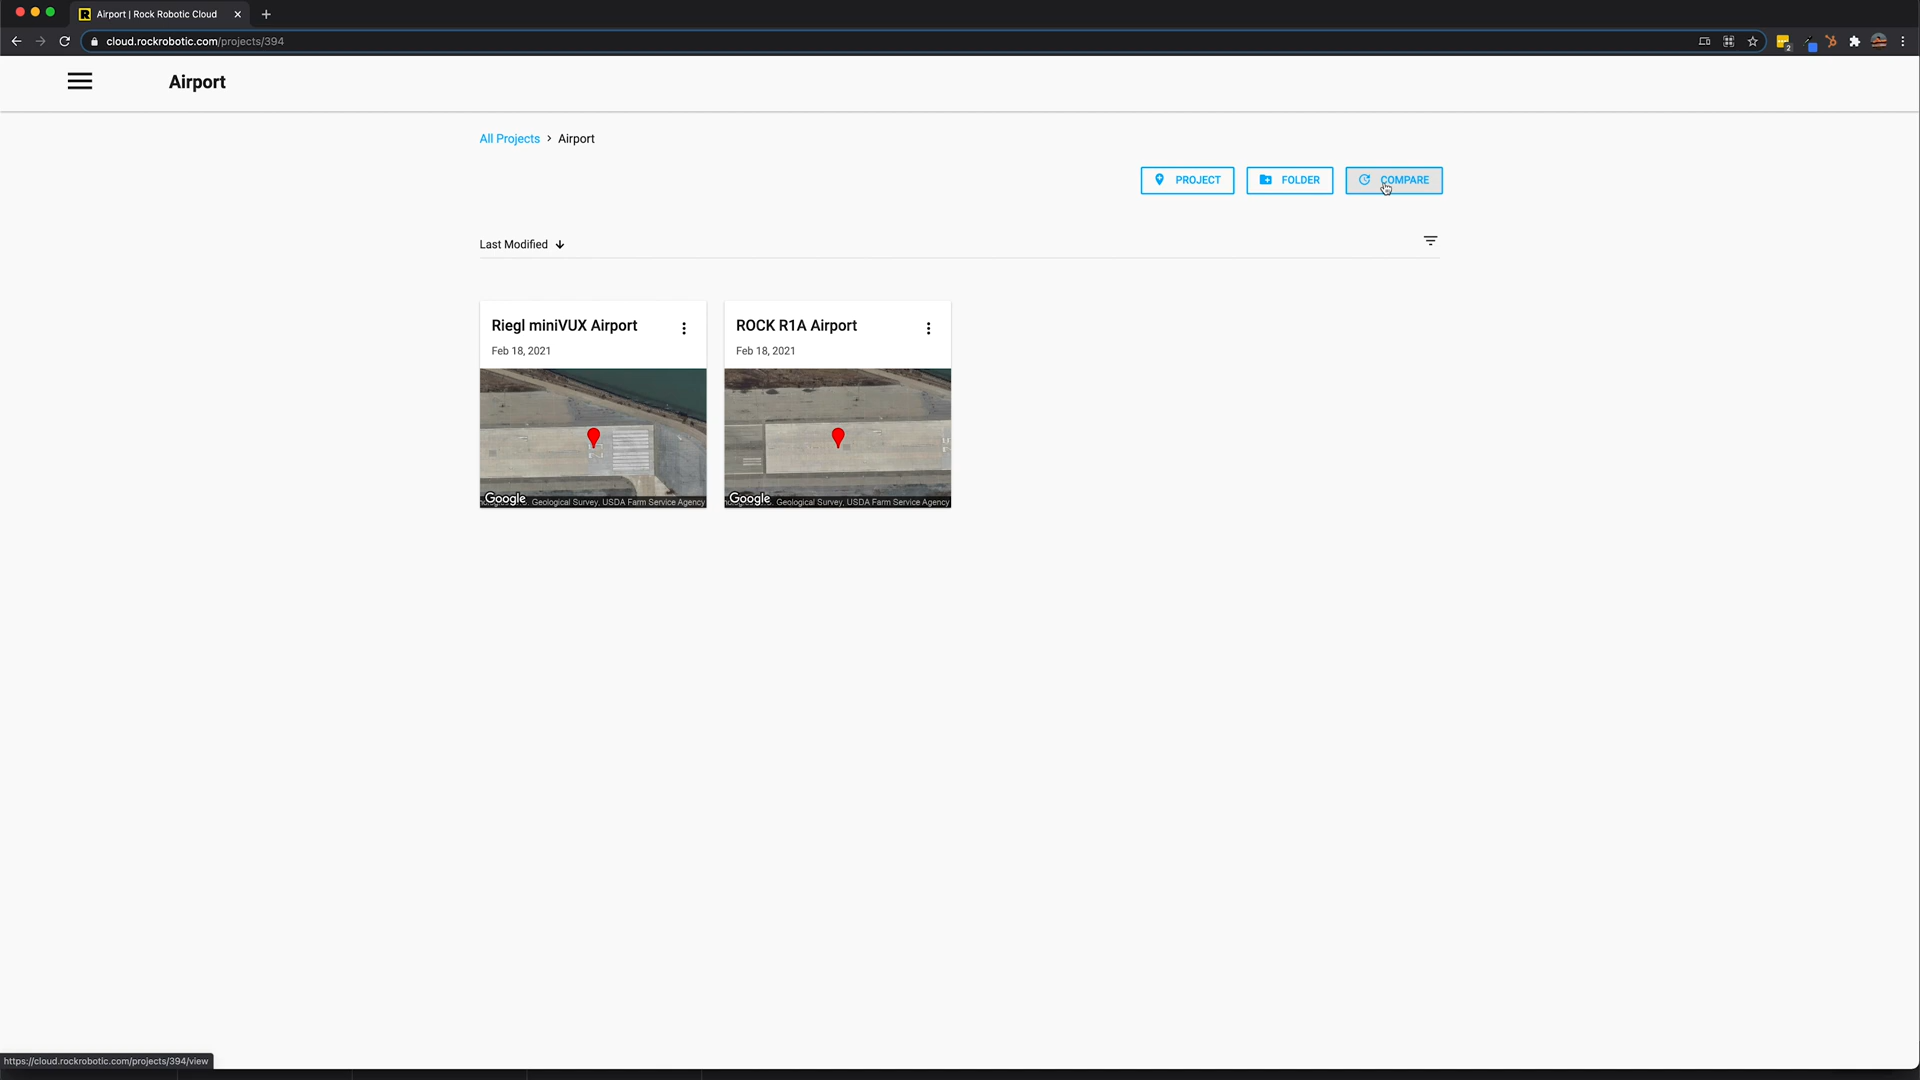 Airport | Rock Robotic Cloud
cloud.rockrobotic.com/projects/394
2
Airport
All Projects > Airport
PROJECT
FOLDER
COMPARE
Last Modified
Riegl miniVUX Airport
Feb 18, 2021
ROCK R1A Airport
Feb 18, 2021
Google
Geological Survey, USDA Farm Service Agency
Google
Geological Survey, USDA Farm Service Agency
https://cloud.rockrobotic.com/projects/394/view